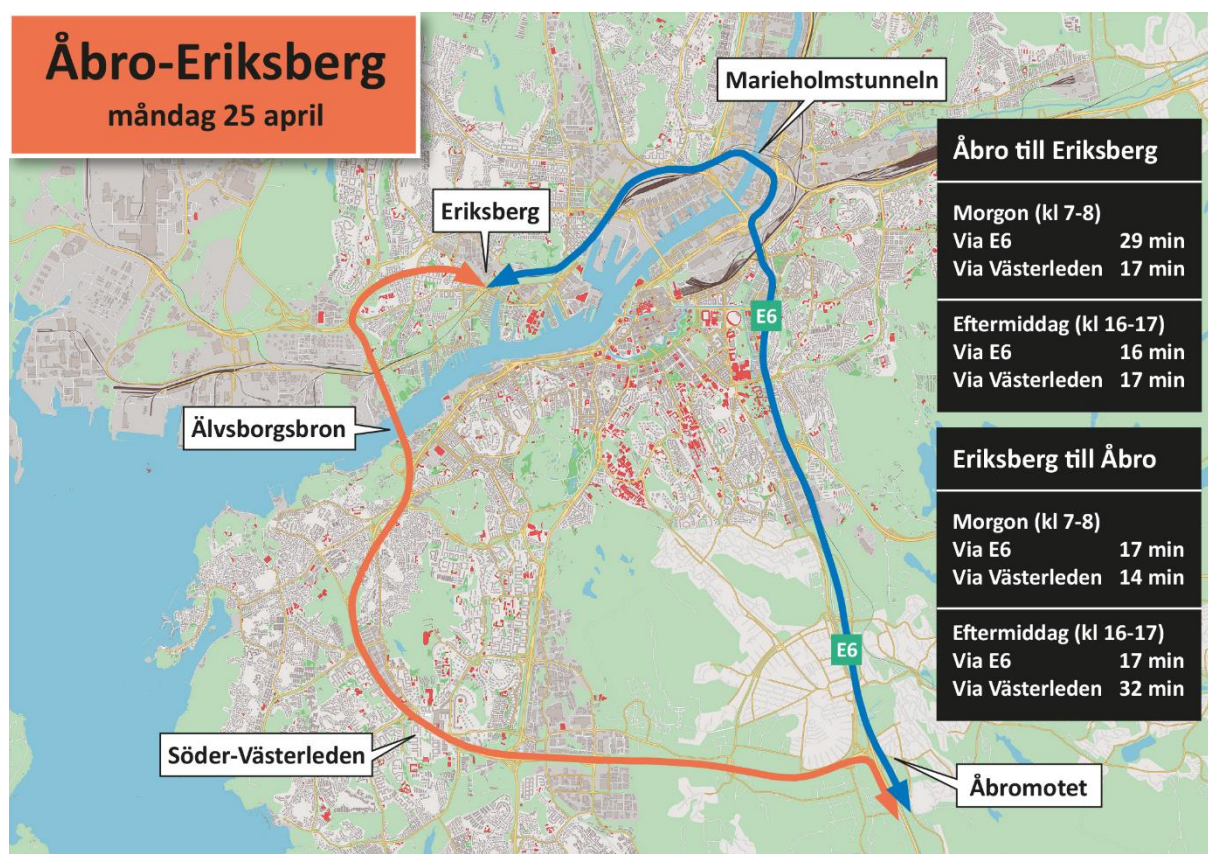 Åbro-Eriksberg
måndag 25 april
Marieholmstunneln
Eriksberg
E6
Älvsborgsbron
E6
Söder-Västerleden
Åbromotet
Åbro till Eriksberg
Morgon (kl 7-8)
Via E6 29 min
Via Västerleden 17 min
Eftermiddag (kl 16-17)
Via E6 16 min
Via Västerleden 17 min
Eriksberg till Åbro
Morgon (kl 7-8)
Via E6 17 min
Via Västerleden 14 min
Eftermiddag (kl 16-17)
Via E6 17 min
Via Västerleden 32 min